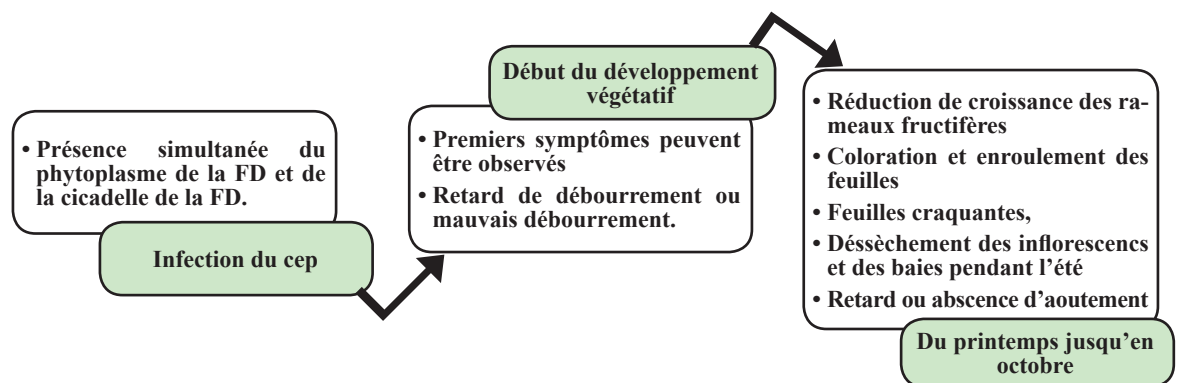 • Présence simultanée du
phytoplasme de la FD et de
la cicadelle de la FD.
Infection du cep
Début du développement
végétatif
• Premiers symptômes peuvent
être observés
• Retard de débourrement ou
mauvais débourrement.
• Réduction de croissance des ra-
meaux fructifères
• Coloration et enroulement des
feuilles
• Feuilles craquantes,
• Déssèchement des inflorescencs
et des baies pendant l’été
• Retard ou abscence d’aoutement
Du printemps jusqu’en
octobre